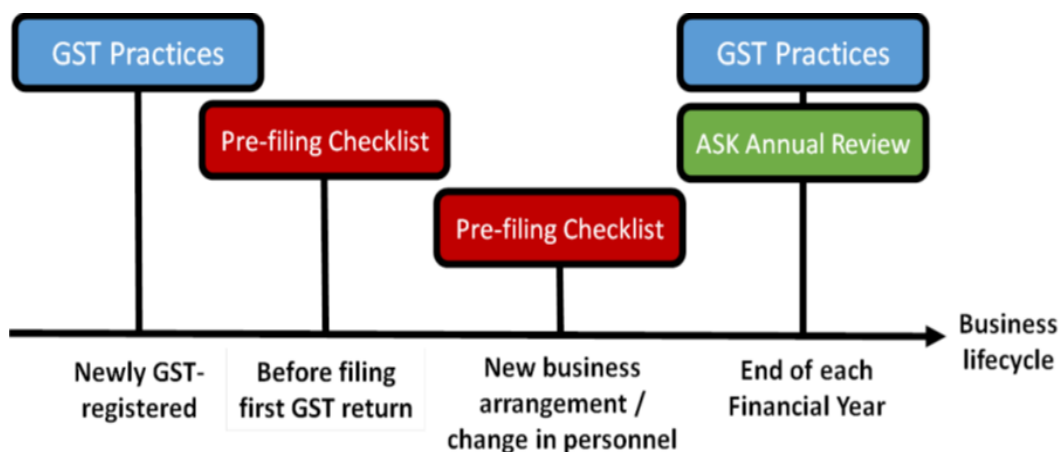 GST Practices
GST Practices
Pre-filing Checklist
ASK Annual Review
Pre-filing Checklist
Business
lifecycle
Newly GST-
registered
Before filing
first GST return
New business
arrangement /
change in personnel
End of each
Financial Year